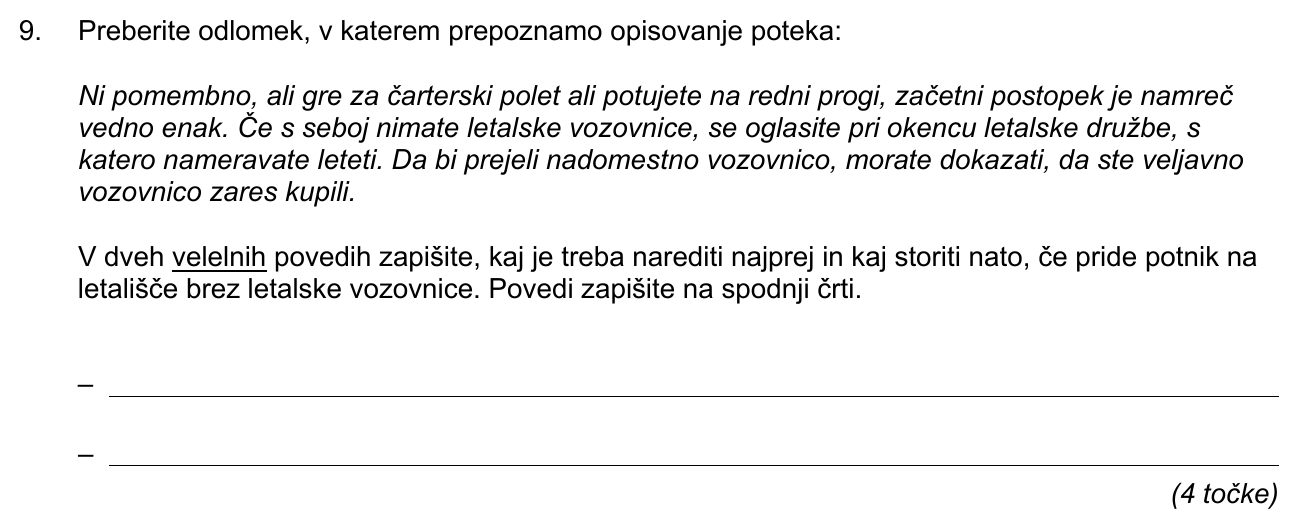 9. Preberite odlomek, v katerem prepoznamo opisovanje poteka:
Ni pomembno, ali gre za čarterski polet ali potujete na redni progi, začetni postopek je namreč
vedno enak. Če s seboj nimate letalske vozovnice, se oglasite pri okencu letalske družbe, s
katero nameravate leteti. Da bi prejeli nadomestno vozovnico, morate dokazati, da ste veljavno
vozovnico zares kupili.
V dveh velelnih povedih zapišite, kaj je treba narediti najprej in kaj storiti nato, če pride potnik na
letališče brez letalske vozovnice. Povedi zapišite na spodnji črti.
–
–
(4 točke)